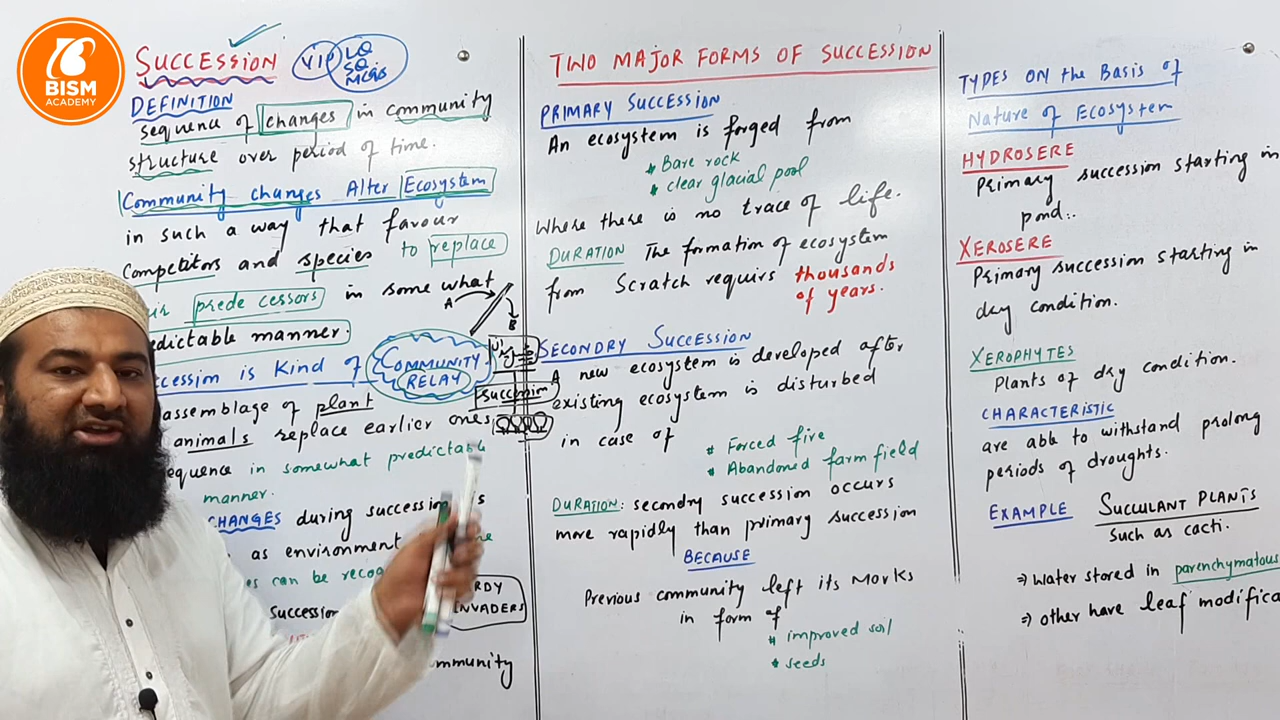 BISM
ACADEMY
SUCCESSION
VIP LQ
SQ
MCQS
DEFINITION
sequence of changes in community
structure over period of time.
Community changes Alter Ecosystem
in such a way that favour
competitors and species to replace
predecessors in some what
manner.
is Kind of COMMUNITY
RELAY
assemblage of plant
animals replace earlier ones
in somewhat predictable
manner.
CHANGES during succession
as environment
can be
Succession
INVADERS
A
B
succession
TWO MAJOR FORMS OF SUCCESSION
PRIMARY SUCCESSION
An ecosystem is forged from
* Bare rock
* clear glacial pool
Where there is no trace of life.
DURATION The formation of ecosystem
from Scratch requirs thousands
of years.
SECONDRY SUCCESSION
A new ecosystem is developed after
existing ecosystem is disturbed
in case of
* Forced fire
* Abandoned farm field
DURATION: secondry succession occurs
more rapidly than primary succession
BECAUSE
Previous community left its Marks
in form of
* improved soil
* seeds
TYPES ON the Basis of
Nature of Ecosystem
HYDROSERE
Primary succession starting in
pond.
XEROSERE
Primary succession starting in
dry condition.
XEROPHYTES
Plants of dry condition.
CHARACTERISTIC
are able to withstand prolong
periods of droughts.
EXAMPLE SUCCULANT PLANTS
such as cacti.
⇒ Water stored in parenchymatous
⇒ other have leaf modifica